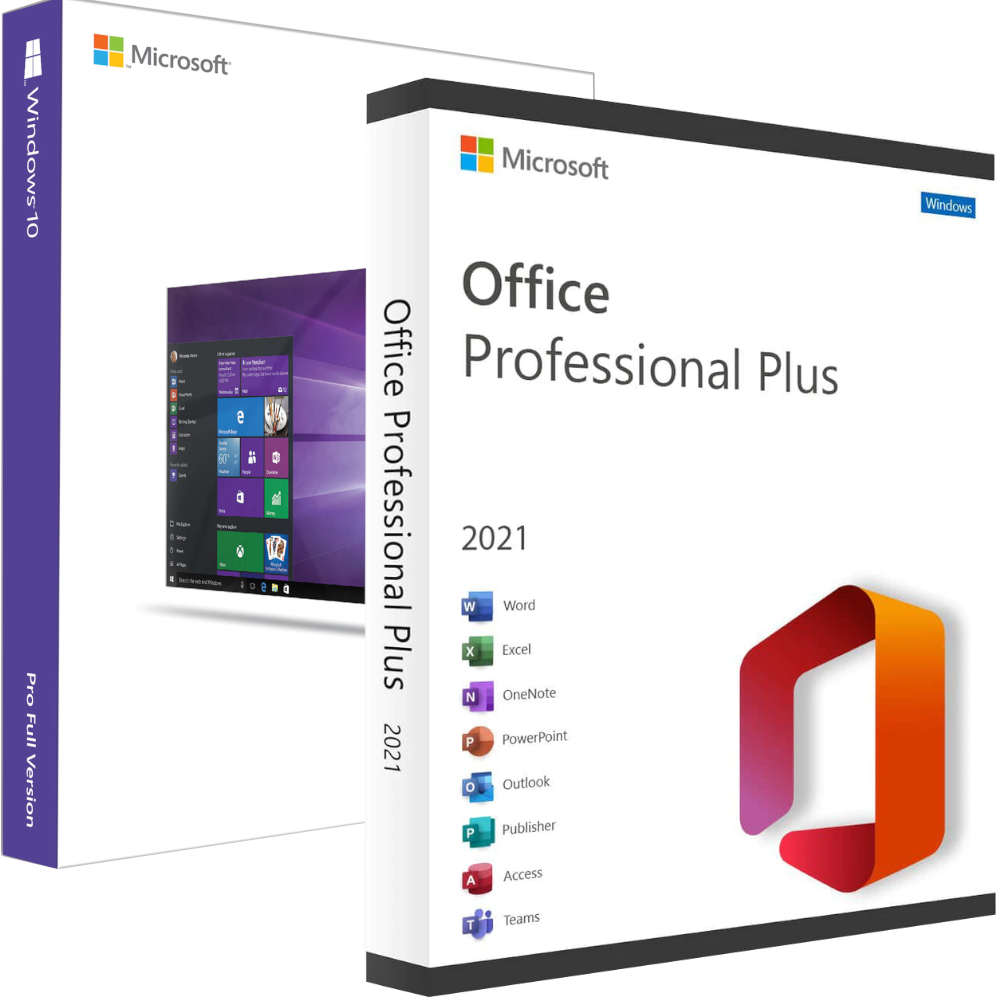 Windows 10
Pro Full Version
Microsoft
Office Professional Plus 2021
Microsoft
Windows
Office
Professional Plus
2021
Word
Excel
OneNote
PowerPoint
Outlook
Publisher
Access
Teams